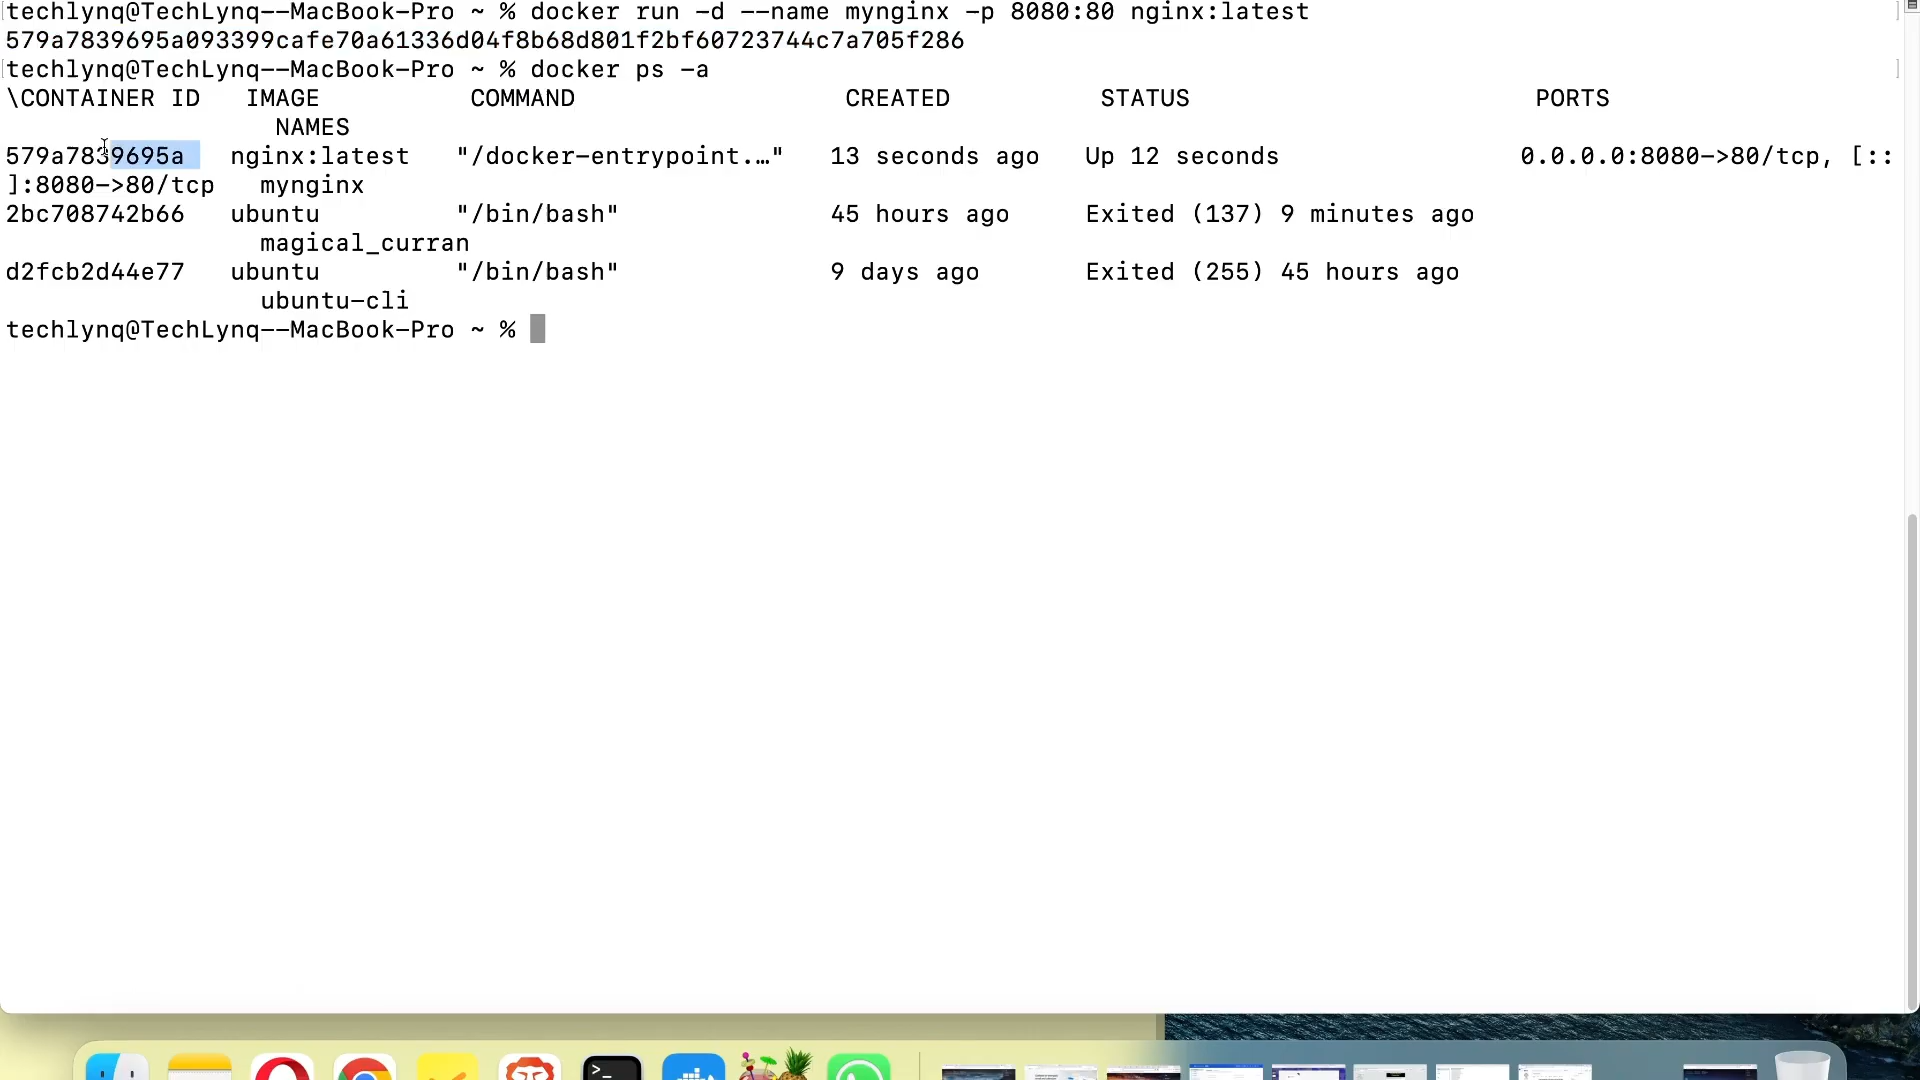 techlynq@TechLynq--MacBook-Pro ~ % docker run -d --name mynginx -p 8080:80 nginx:latest
579a7839695a093399cafe70a61336d04f8b68d801f2bf60723744c7a705f286
techlynq@TechLynq--MacBook-Pro ~ % docker ps -a
\CONTAINER ID   IMAGE          COMMAND                  CREATED          STATUS                       PORTS
                  NAMES
579a7839695a   nginx:latest   "/docker-entrypoint.…"   13 seconds ago   Up 12 seconds                0.0.0.0:8080->80/tcp, [::
]:8080->80/tcp   mynginx
2bc708742b66   ubuntu         "/bin/bash"              45 hours ago     Exited (137) 9 minutes ago
                 magical_curran
d2fcb2d44e77   ubuntu         "/bin/bash"              9 days ago       Exited (255) 45 hours ago
                 ubuntu-cli
techlynq@TechLynq--MacBook-Pro ~ %